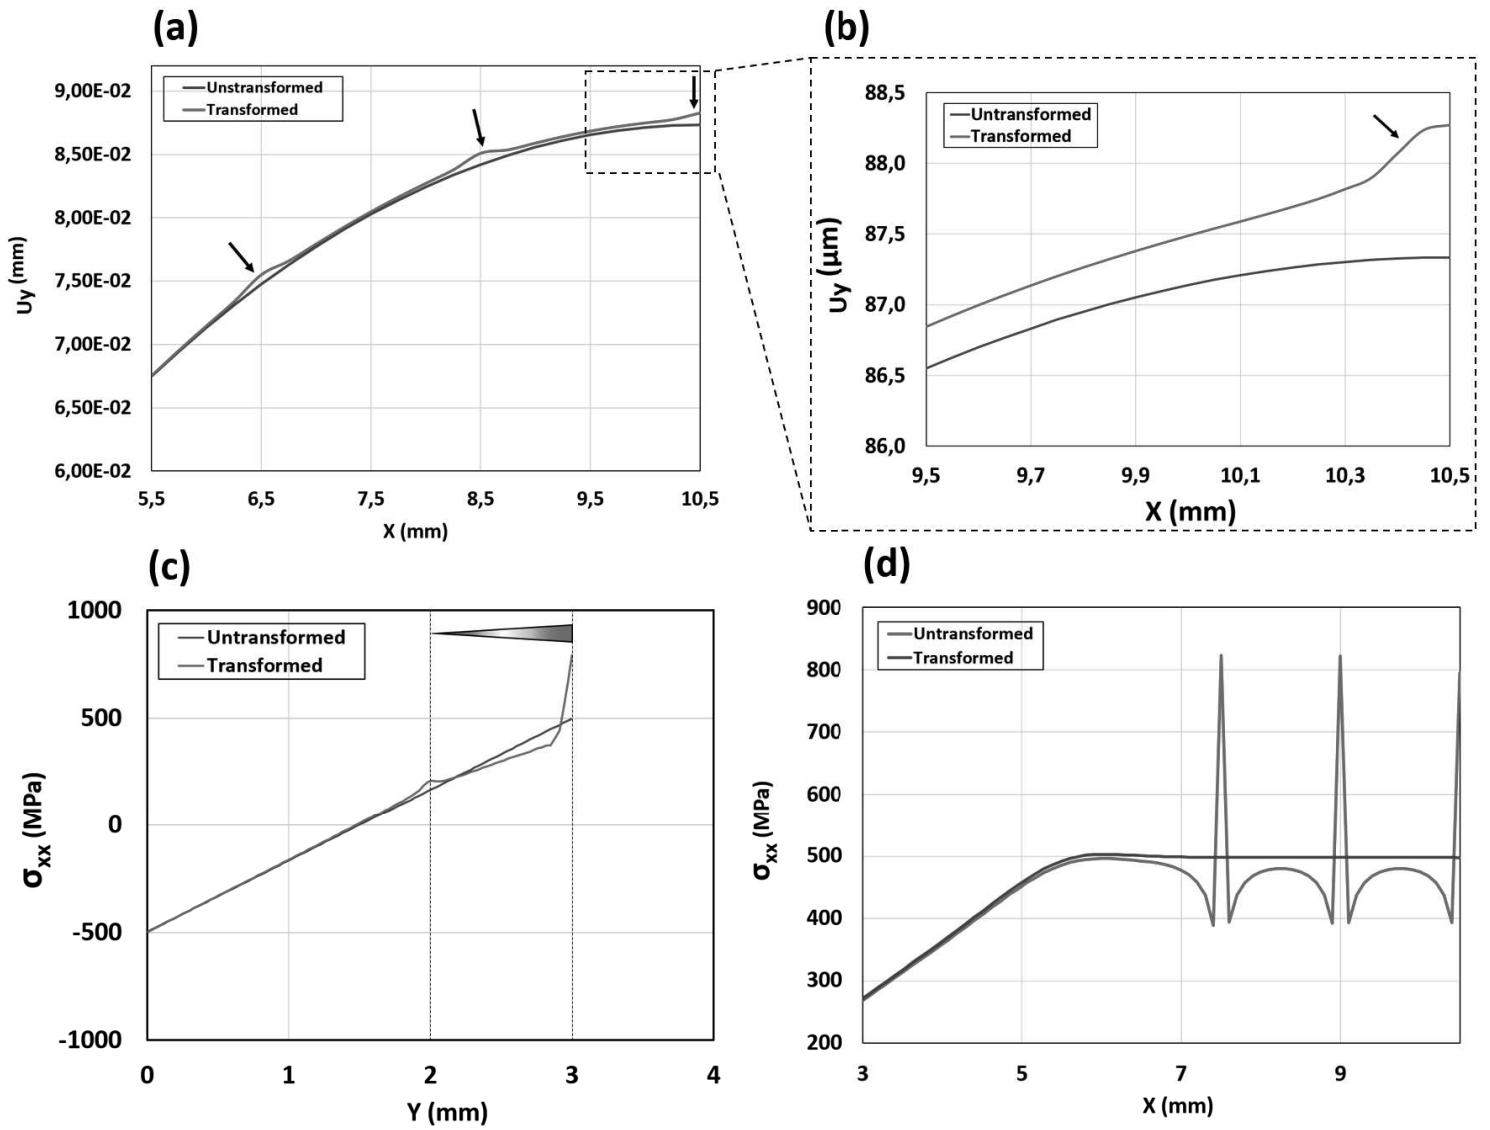 (a)
Unstransformed
Transformed
9,00E-02
8,50E-02
8,00E-02
7,50E-02
7,00E-02
6,50E-02
6,00E-02
Uy (mm)
5,5 6,5 7,5 8,5 9,5 10,5
X (mm)
(b)
Untransformed
Transformed
88,5
88,0
87,5
87,0
86,5
86,0
Uy (μm)
9,5 9,7 9,9 10,1 10,3 10,5
X (mm)
(c)
Untransformed
Transformed
1000
500
0
-500
-1000
σxx (MPa)
0 1 2 3 4
Y (mm)
(d)
Untransformed
Transformed
900
800
700
600
500
400
300
200
σxx (MPa)
3 5 7 9
X (mm)